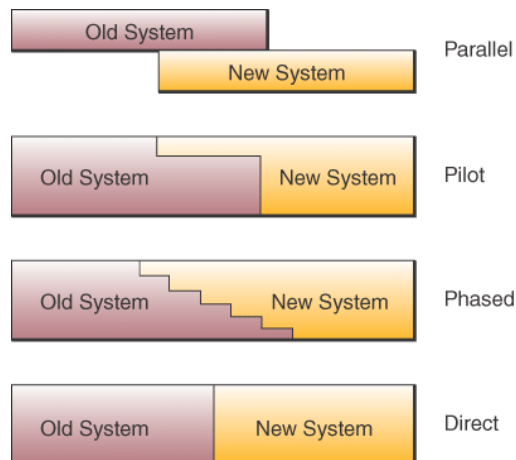 Old System
Parallel
New System
Old System
New System
Pilot
Old System
New System
Phased
Old System
New System
Direct